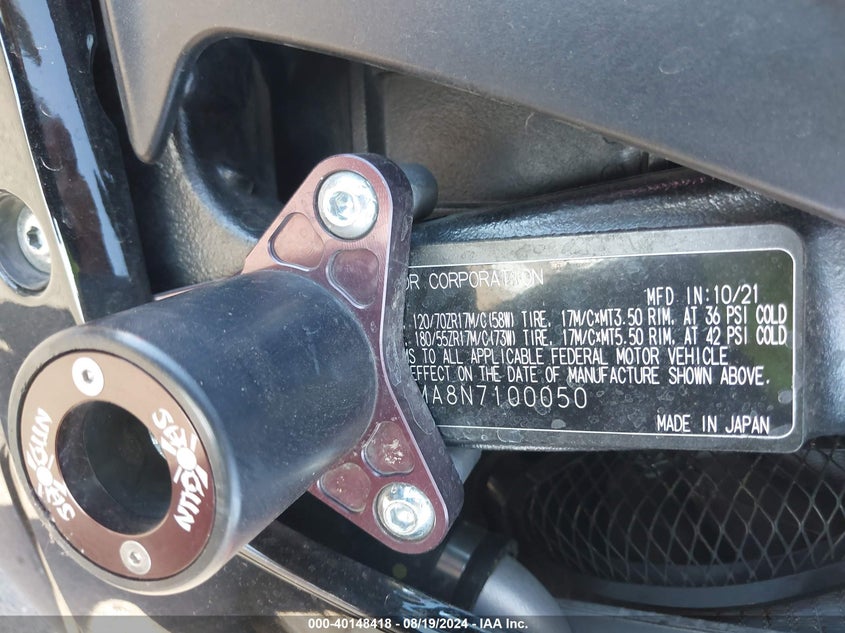 OR CORPORATION
MFD IN:10/21
120/70ZR17M/C(58W) TIRE, 17M/C×MT3.50 RIM, AT 36 PSI COLD
180/55ZR17M/C(73W) TIRE, 17M/C×MT5.50 RIM, AT 42 PSI COLD
MS TO ALL APPLICABLE FEDERAL MOTOR VEHICLE
EFFECT ON THE DATE OF MANUFACTURE SHOWN ABOVE.
MA8N7100050
MADE IN JAPAN
SHOGUN
SHOGUN
000-40148418 - 08/19/2024 - IAA Inc.